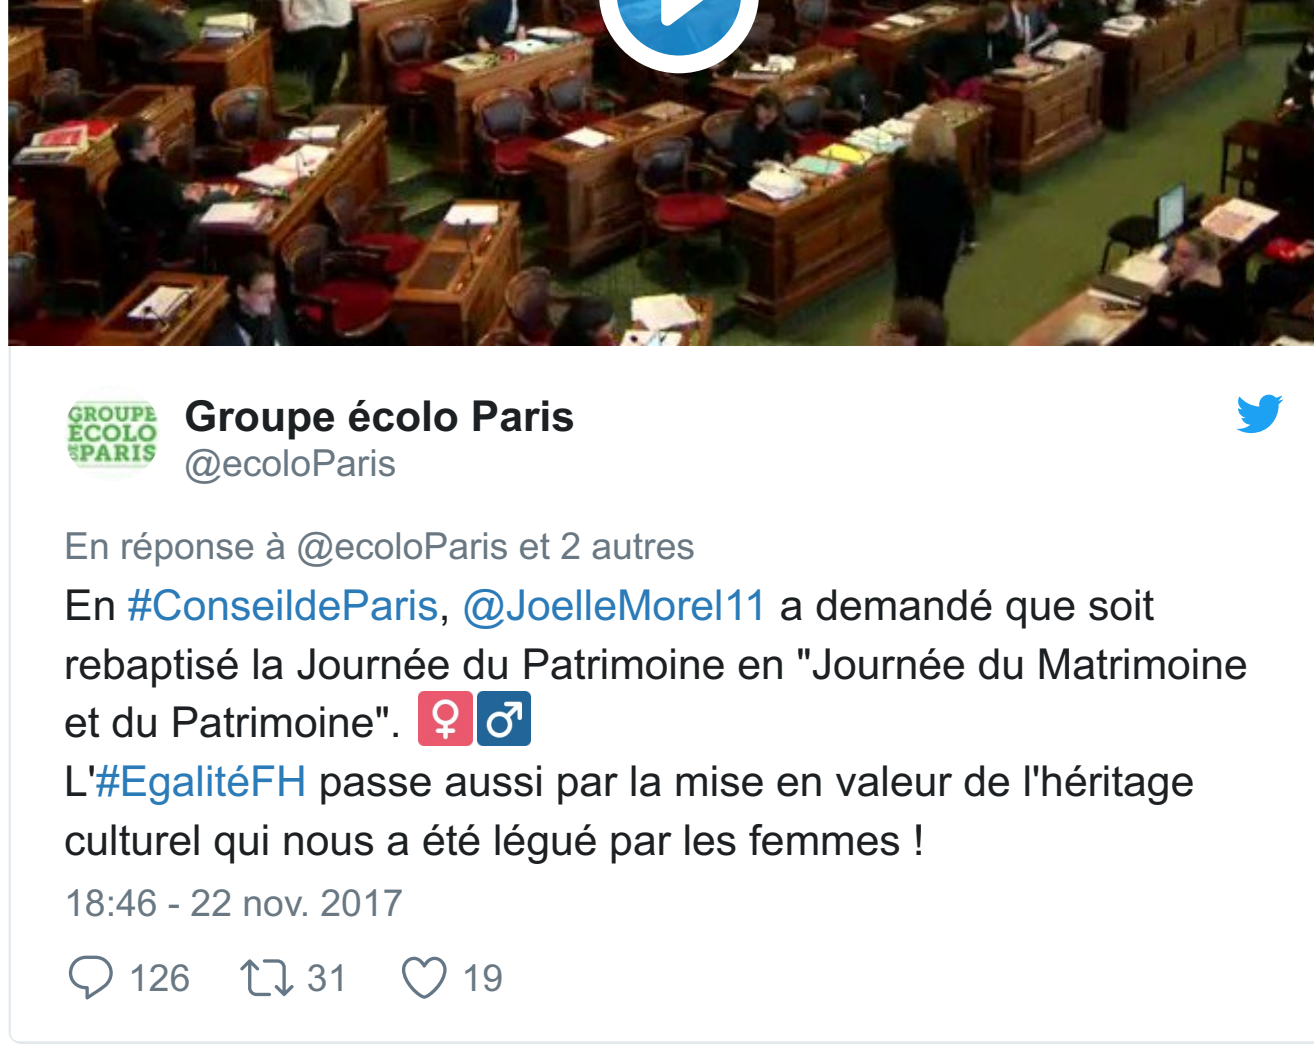 GROUPE
ÉCOLO
DE PARIS
Groupe écolo Paris
@ecoloParis
En réponse à @ecoloParis et 2 autres
En #ConseildeParis, @JoelleMorel11 a demandé que soit
rebaptisé la Journée du Patrimoine en "Journée du Matrimoine
et du Patrimoine". ♀♂
L'#EgalitéFH passe aussi par la mise en valeur de l'héritage
culturel qui nous a été légué par les femmes !
18:46 - 22 nov. 2017
126 31 19